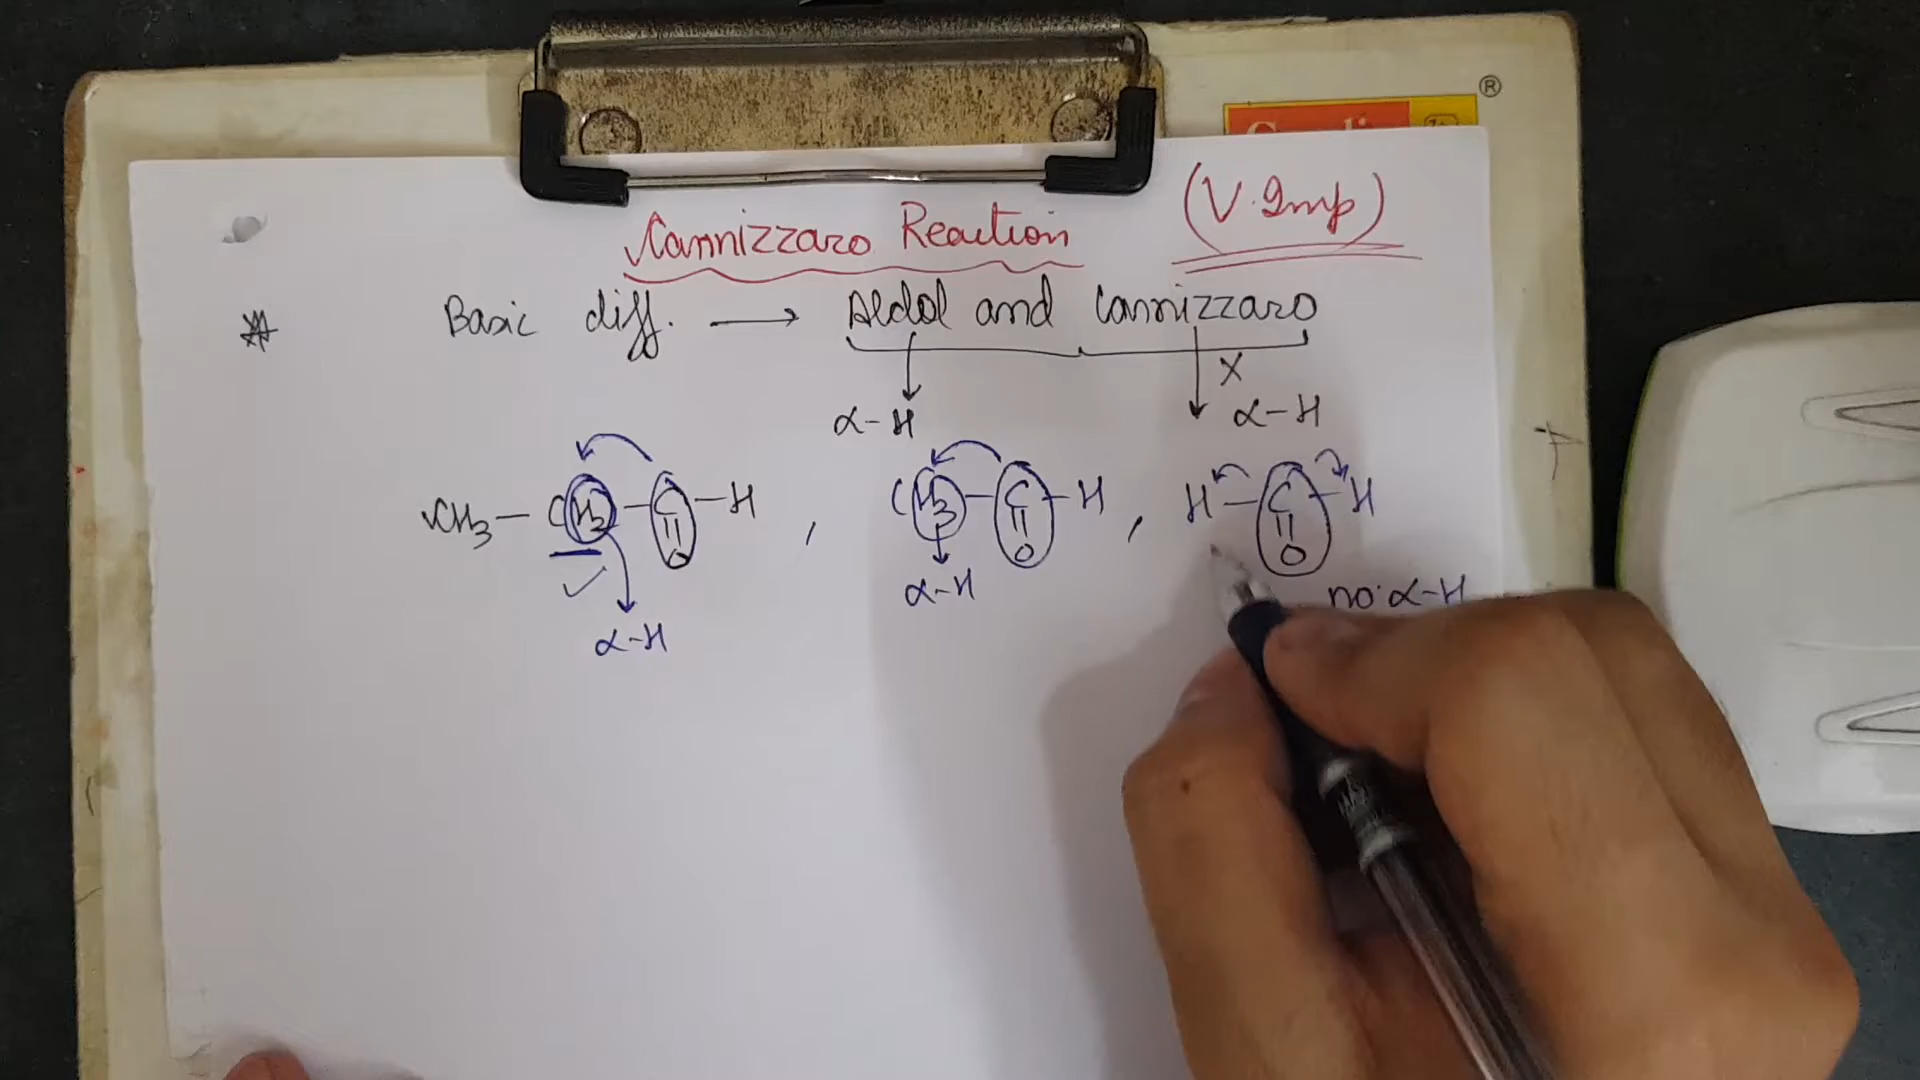 Cannizzaro Reaction (V. Imp)
Basic diff. → Aldol and Cannizzaro
X
α-H α-H
CH3-CH2-C-H , CH3-C-H , H-C-H
O O O
α-H no α-H
α-H
®